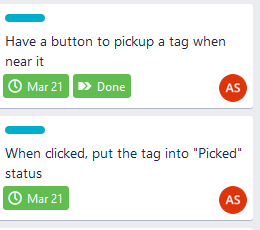 Have a button to pickup a tag when
near it
Mar 21 Done
AS
When clicked, put the tag into "Picked"
status
Mar 21
AS